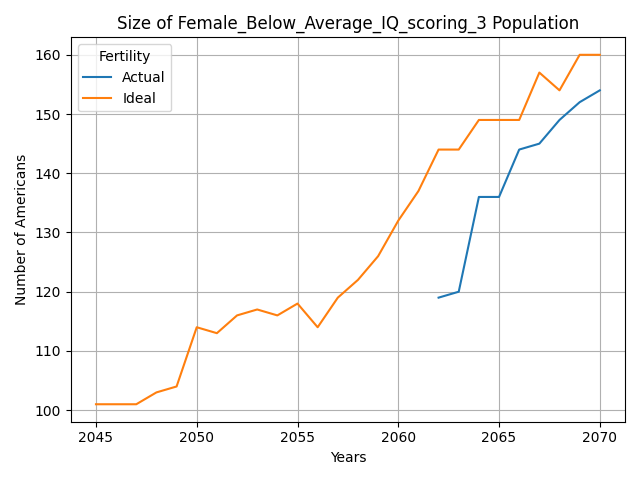 Size of Female_Below_Average_IQ_scoring_3 Population
Fertility
Actual
Ideal
Number of Americans
160
150
140
130
120
110
100
2045 2050 2055 2060 2065 2070
Years